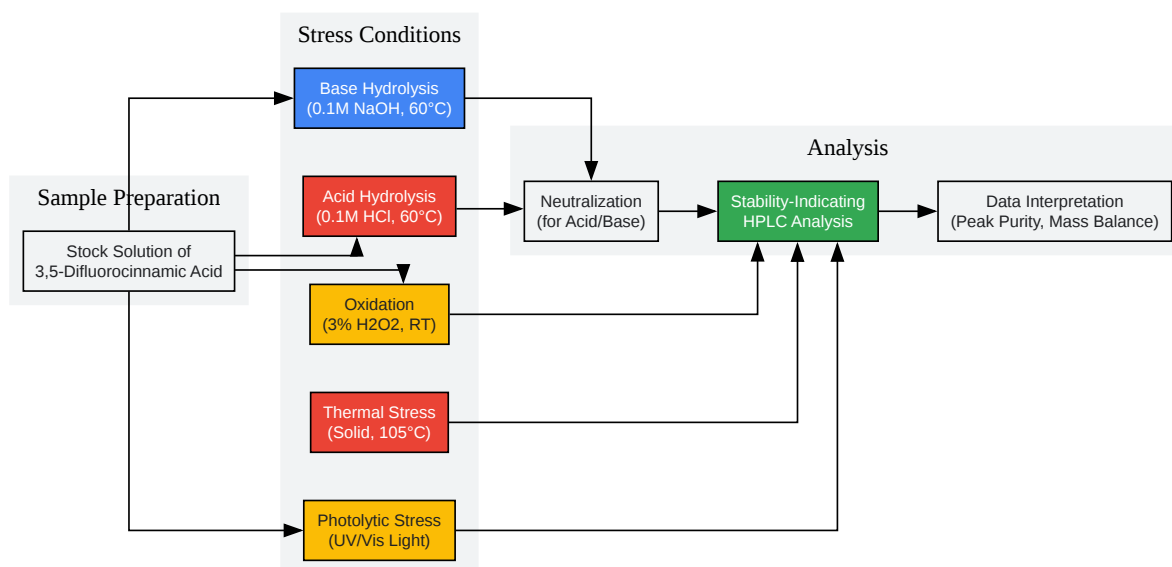 Stress Conditions
Base Hydrolysis
(0.1M NaOH, 60°C)
Analysis
Sample Preparation
Acid Hydrolysis
(0.1M HCl, 60°C)
Neutralization
(for Acid/Base)
Stability-Indicating
HPLC Analysis
Data Interpretation
(Peak Purity, Mass Balance)
Stock Solution of
3,5-Difluorocinnamic Acid
Oxidation
(3% H2O2, RT)
Thermal Stress
(Solid, 105°C)
Photolytic Stress
(UV/Vis Light)